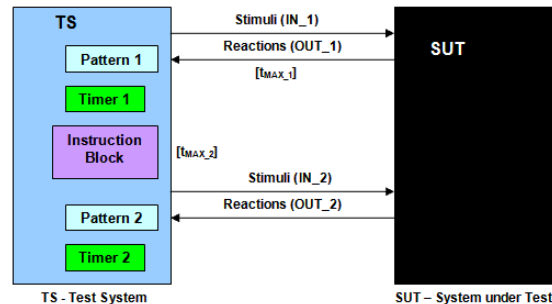 TS
Stimuli (IN_1)
Reactions (OUT_1)
SUT
Pattern 1
[tMAX_1]
Timer 1
Instruction
Block
[tMAX_2]
Stimuli (IN_2)
Reactions (OUT_2)
Pattern 2
Timer 2
TS - Test System
SUT – System under Test